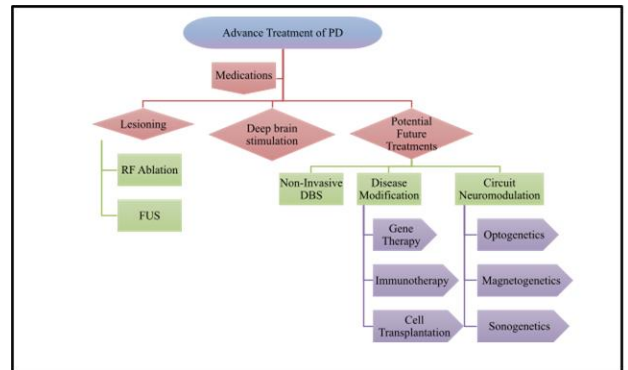 Advance Treatment of PD
Medications
Lesioning
Deep brain
stimulation
Potential
Future
Treatments
RF Ablation
FUS
Non-Invasive
DBS
Disease
Modification
Circuit
Neuromodulation
Gene
Therapy
Immunotherapy
Cell
Transplantation
Optogenetics
Magnetogenetics
Sonogenetics